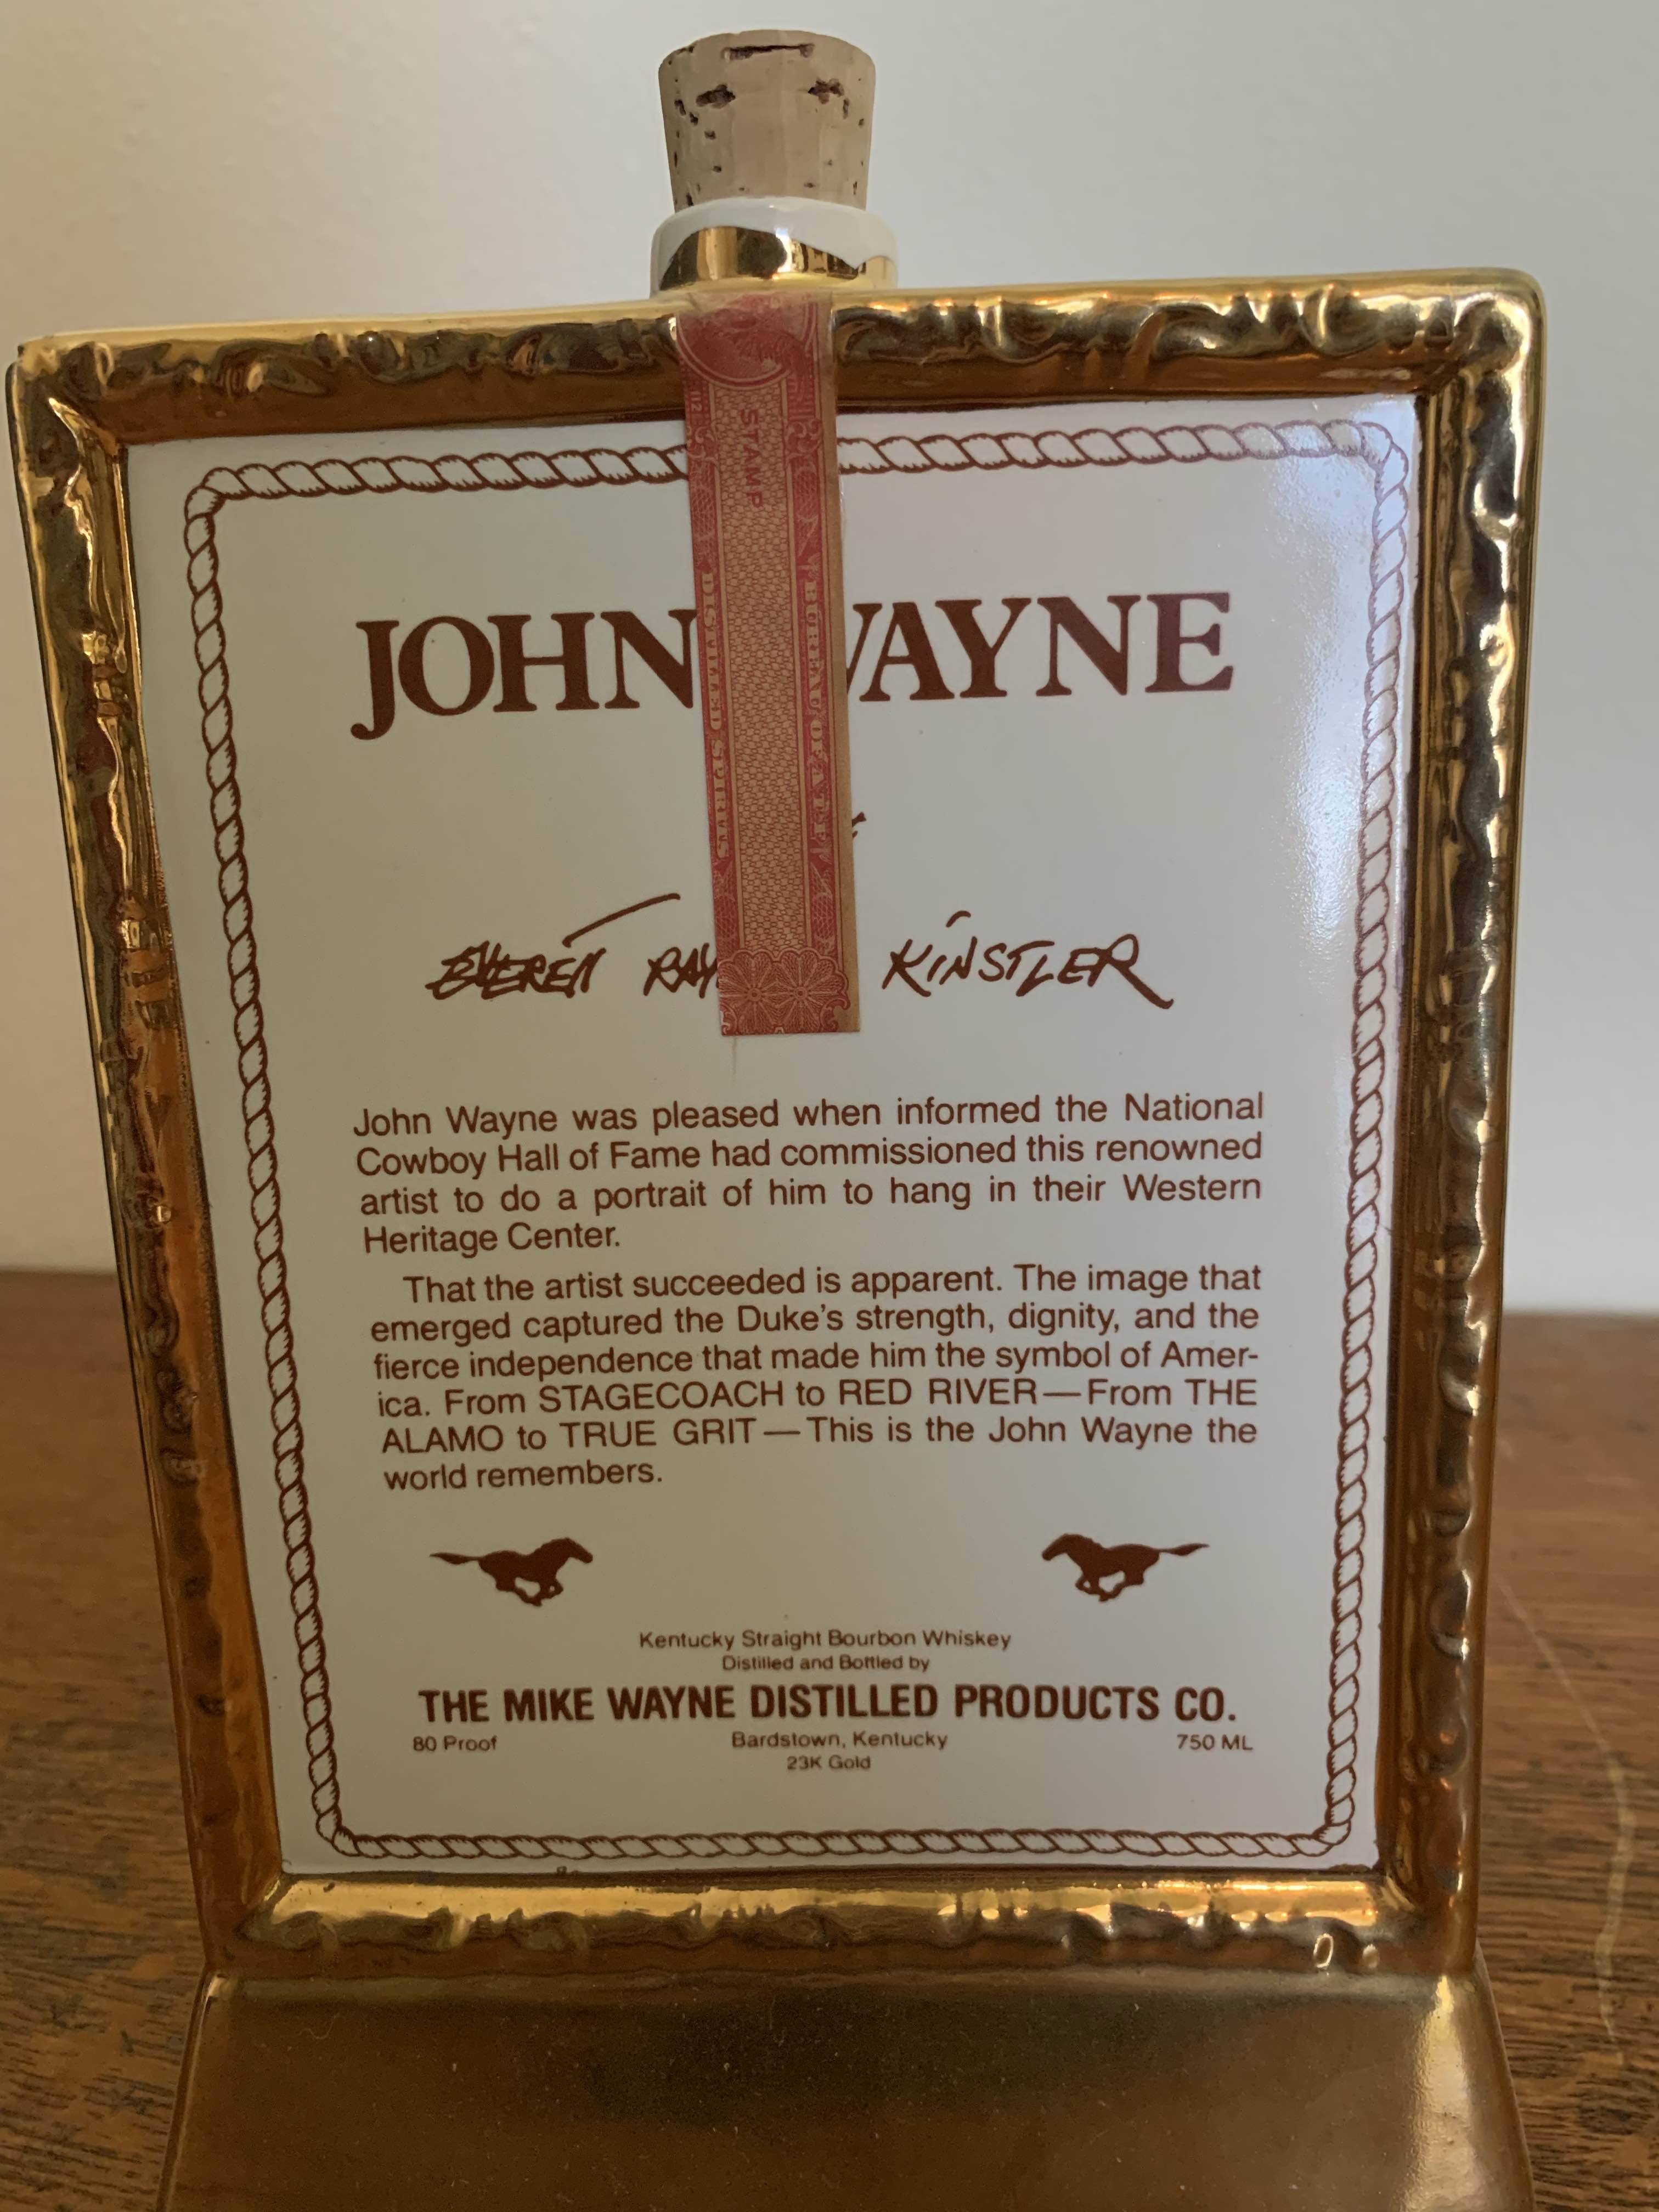 STAMP
DISTILLED SPIRITS
BUREAU OF A
JOHN WAYNE
EVERETT RAY KINSTLER
John Wayne was pleased when informed the National
Cowboy Hall of Fame had commissioned this renowned
artist to do a portrait of him to hang in their Western
Heritage Center.
That the artist succeeded is apparent. The image that
emerged captured the Duke's strength, dignity, and the
fierce independence that made him the symbol of Amer-
ica. From STAGECOACH to RED RIVER—From THE
ALAMO to TRUE GRIT—This is the John Wayne the
world remembers.
Kentucky Straight Bourbon Whiskey
Distilled and Bottled by
THE MIKE WAYNE DISTILLED PRODUCTS CO.
80 Proof Bardstown, Kentucky 750 ML
23K Gold